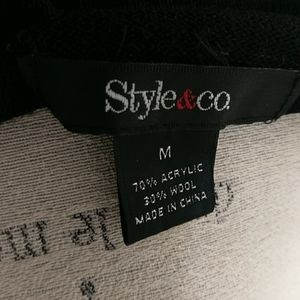 Style&co.
M
70% ACRYLIC
30% WOOL
MADE IN CHINA